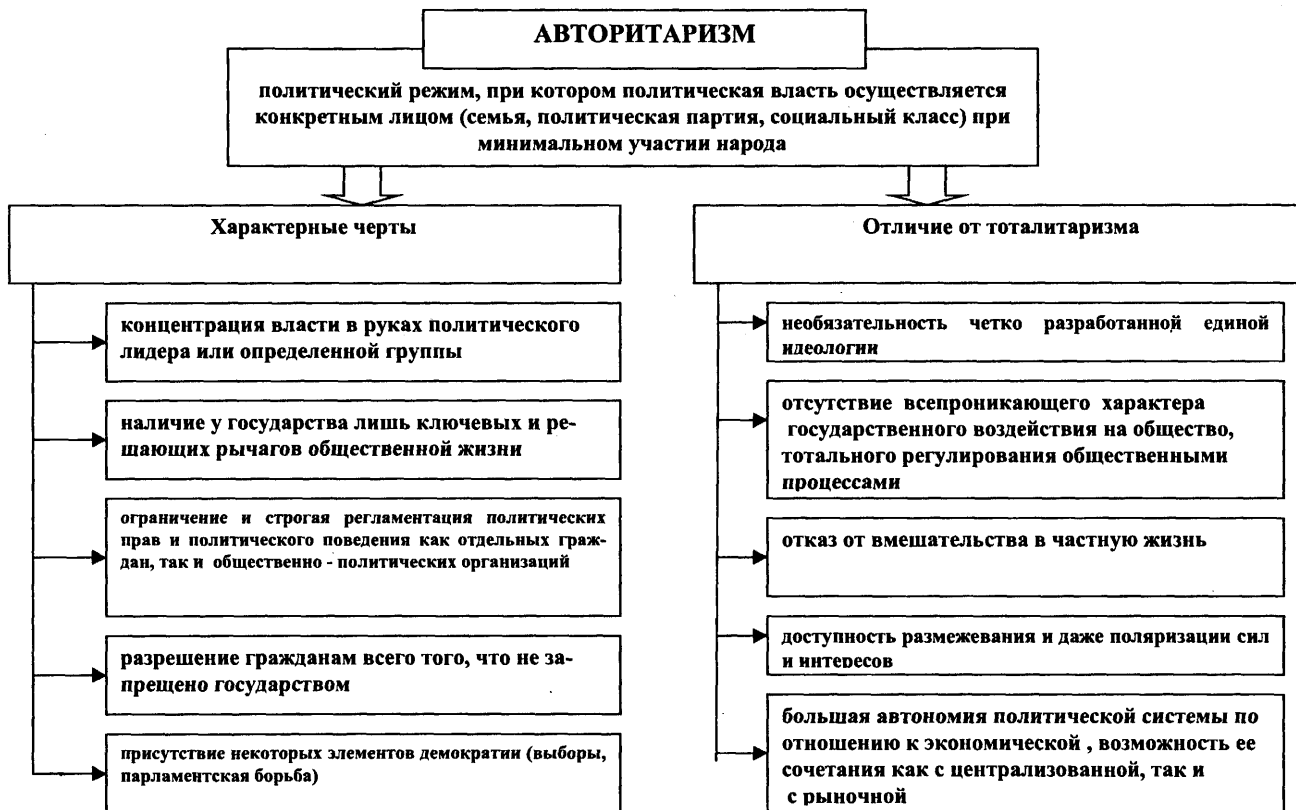 АВТОРИТАРИЗМ
политический режим, при котором политическая власть осуществляется
конкретным лицом (семья, политическая партия, социальный класс) при
минимальном участии народа
Характерные черты
концентрация власти в руках политического
лидера или определенной группы
наличие у государства лишь ключевых и ре-
шающих рычагов общественной жизни
ограничение и строгая регламентация политических
прав и политического поведения как отдельных граж-
дан, так и общественно - политических организаций
разрешение гражданам всего того, что не за-
прещено государством
присутствие некоторых элементов демократии (выборы,
парламентская борьба)
Отличие от тоталитаризма
необязательность четко разработанной единой
идеологии
отсутствие всепроникающего характера
государственного воздействия на общество,
тотального регулирования общественными
процессами
отказ от вмешательства в частную жизнь
доступность размежевания и даже поляризации сил
и интересов
большая автономия политической системы по
отношению к экономической , возможность ее
сочетания как с централизованной, так и
с рыночной